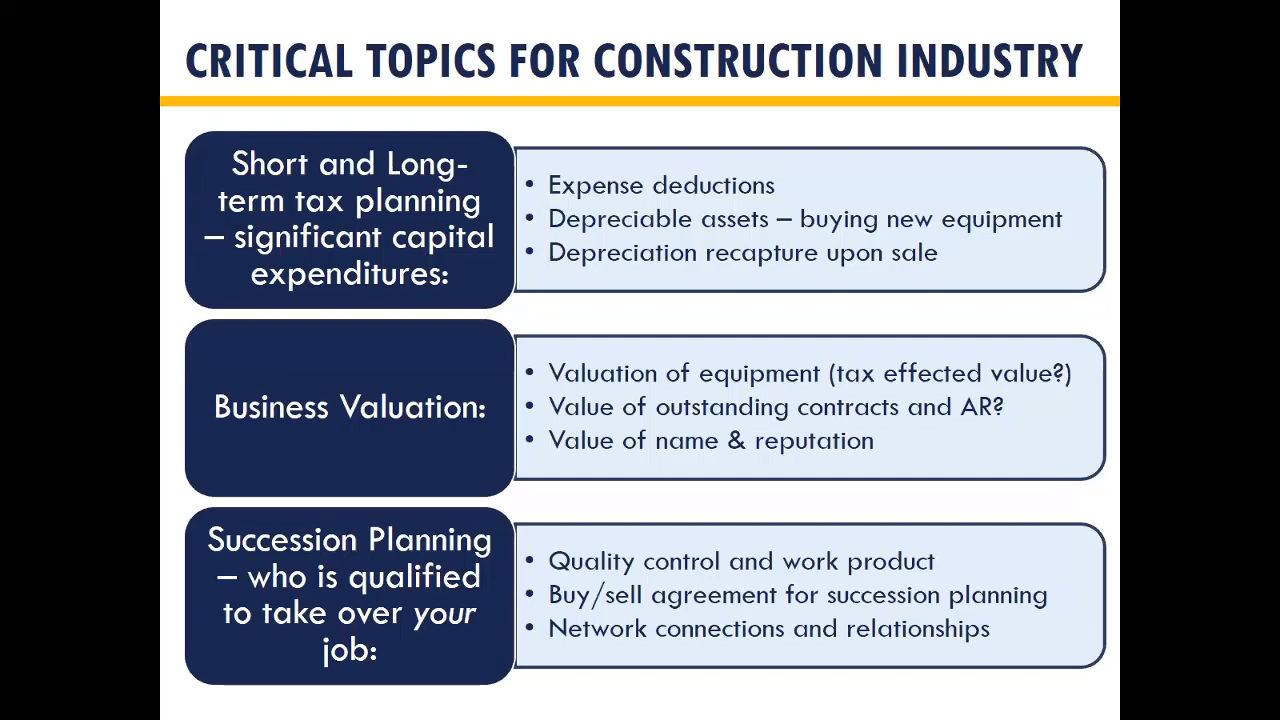 CRITICAL TOPICS FOR CONSTRUCTION INDUSTRY
Short and Long-
term tax planning
– significant capital
expenditures:
• Expense deductions
• Depreciable assets – buying new equipment
• Depreciation recapture upon sale
Business Valuation:
• Valuation of equipment (tax effected value?)
• Value of outstanding contracts and AR?
• Value of name & reputation
Succession Planning
– who is qualified
to take over your
job:
• Quality control and work product
• Buy/sell agreement for succession planning
• Network connections and relationships